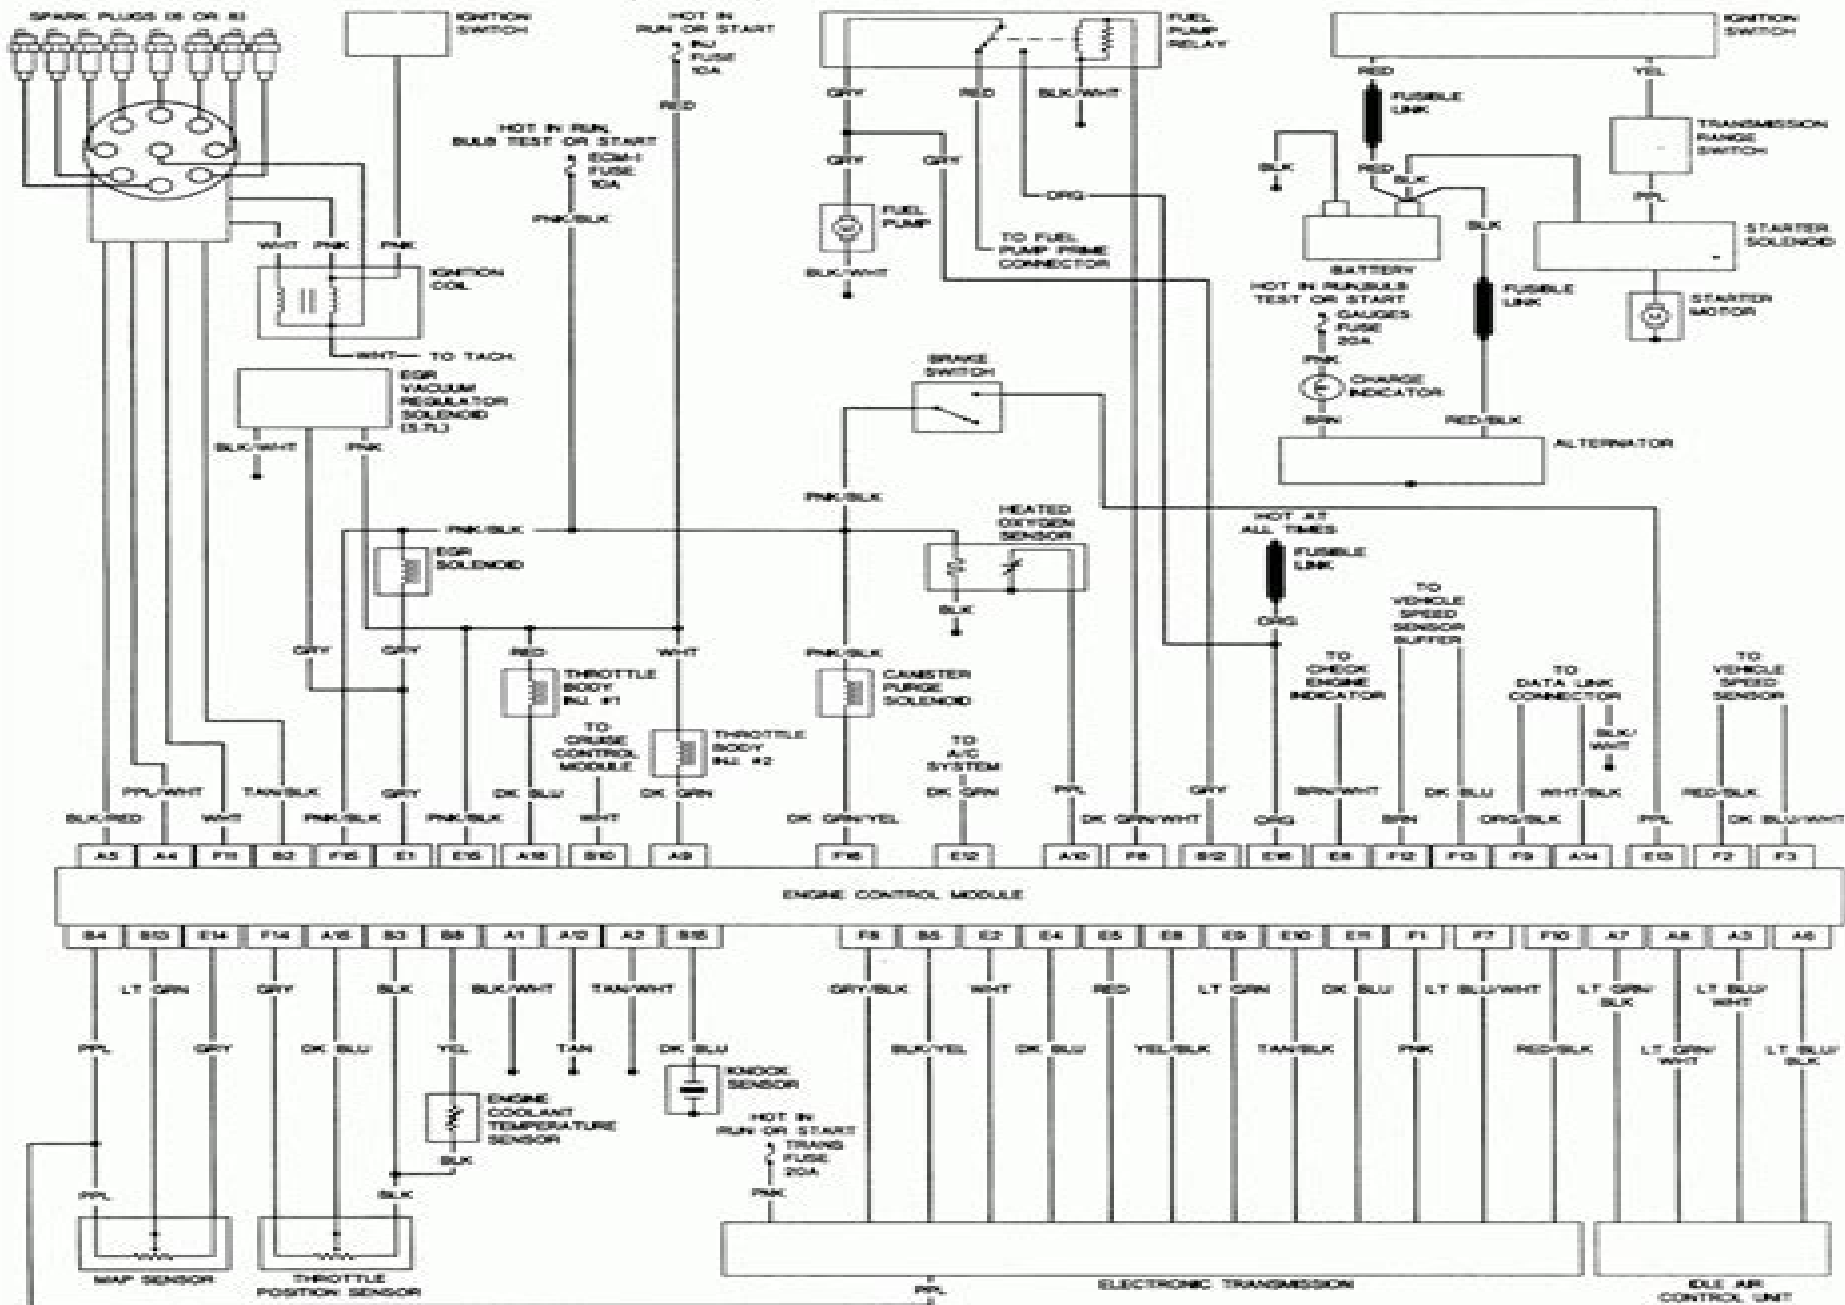 SPARK PLUGS (6 OR 8)
IGNITION
SWITCH
HOT IN
RUN OR START
INJ
FUSE
10A
RED
FUEL
PUMP
RELAY
GRY
RED
BLK/WHT
IGNITION
SWITCH
RED
YEL
FUSIBLE
LINK
TRANSMISSION
RANGE
SWITCH
HOT IN RUN,
BULB TEST OR START
ECM-1
FUSE
10A
PNK/BLK
GRY
GRY
ORG
BLK
RED
BLK
PPL
FUEL
PUMP
BLK/WHT
TO FUEL
PUMP PRIME
CONNECTOR
BLK
STARTER
SOLENOID
WHT
PNK
PNK
IGNITION
COIL
BATTERY
HOT IN RUN,BULB
TEST OR START
GAUGES
FUSE
20A
FUSIBLE
LINK
STARTER
MOTOR
WHT
TO TACH.
PNK
CHARGE
INDICATOR
BRN
RED/BLK
ALTERNATOR
EGR
VACUUM
REGULATOR
SOLENOID
(5.7L)
BLK/WHT
PNK
BRAKE
SWITCH
PNK/BLK
PNK/BLK
HEATED
OXYGEN
SENSOR
HOT AT
ALL TIMES
FUSIBLE
LINK
ORG
EGR
SOLENOID
BLK
TO
VEHICLE
SPEED
SENSOR
BUFFER
GRY
GRY
RED
WHT
PNK/BLK
THROTTLE
BODY
INJ. #1
CANISTER
PURGE
SOLENOID
TO
CHECK
ENGINE
INDICATOR
TO
DATA LINK
CONNECTOR
TO
VEHICLE
SPEED
SENSOR
TO
CRUISE
CONTROL
MODULE
THROTTLE
BODY
INJ. #2
TO
A/C
SYSTEM
BLK/
WHT
PPL/WHT
TAN/BLK
GRY
DK BLU
DK GRN
DK GRN
PPL
GRY
BRN/WHT
DK BLU
WHT/BLK
RED/BLK
BLK/RED
WHT
PNK/BLK
PNK/BLK
WHT
DK GRN/YEL
DK GRN/WHT
ORG
BRN
ORG/BLK
PPL
DK BLU/WHT
A5 A4 F11 B2 F15 E1 E15 A16 B10 A9 F16 E12 A10 F6 B12 E16 E8 F12 F13 F9 A14 E13 F2 F3
ENGINE CONTROL MODULE
B4 B13 E14 F14 A15 B3 B8 A1 A12 A2 B15 B5 E2 E4 E5 E9 E10 E11 F1 F7 F10 A7 A8 A3 A6
LT GRN
GRY
BLK
BLK/WHT
TAN/WHT
GRY/BLK
WHT
RED
LT GRN
DK BLU
LT BLU/WHT
LT GRN/
BLK
LT BLU/
WHT
PPL
GRY
DK BLU
YEL
TAN
DK BLU
BLK/YEL
DK BLU
YEL/BLK
TAN/BLK
PNK
RED/BLK
LT GRN/
WHT
LT BLU/
BLK
KNOCK
SENSOR
ENGINE
COOLANT
TEMPERATURE
SENSOR
BLK
HOT IN
RUN OR START
TRANS
FUSE
20A
PNK
PPL
BLK
MAP SENSOR
THROTTLE
POSITION SENSOR
PPL
ELECTRONIC TRANSMISSION
IDLE AIR
CONTROL UNIT